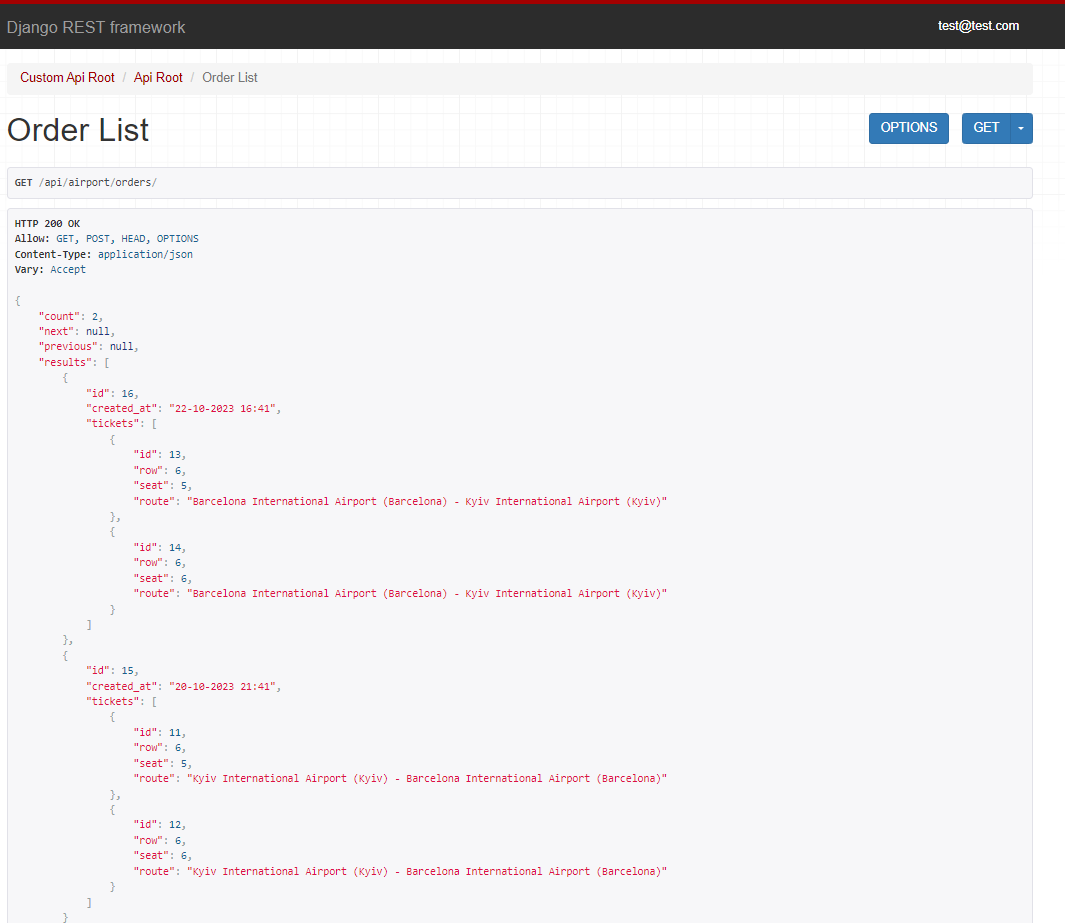 Django REST framework
test@test.com
Custom Api Root / Api Root / Order List
Order List
OPTIONS
GET
GET /api/airport/orders/
HTTP 200 OK
Allow: GET, POST, HEAD, OPTIONS
Content-Type: application/json
Vary: Accept
{
    "count": 2,
    "next": null,
    "previous": null,
    "results": [
        {
            "id": 16,
            "created_at": "22-10-2023 16:41",
            "tickets": [
                {
                    "id": 13,
                    "row": 6,
                    "seat": 5,
                    "route": "Barcelona International Airport (Barcelona) - Kyiv International Airport (Kyiv)"
                },
                {
                    "id": 14,
                    "row": 6,
                    "seat": 6,
                    "route": "Barcelona International Airport (Barcelona) - Kyiv International Airport (Kyiv)"
                }
            ]
        },
        {
            "id": 15,
            "created_at": "20-10-2023 21:41",
            "tickets": [
                {
                    "id": 11,
                    "row": 6,
                    "seat": 5,
                    "route": "Kyiv International Airport (Kyiv) - Barcelona International Airport (Barcelona)"
                },
                {
                    "id": 12,
                    "row": 6,
                    "seat": 6,
                    "route": "Kyiv International Airport (Kyiv) - Barcelona International Airport (Barcelona)"
                }
            ]
        }